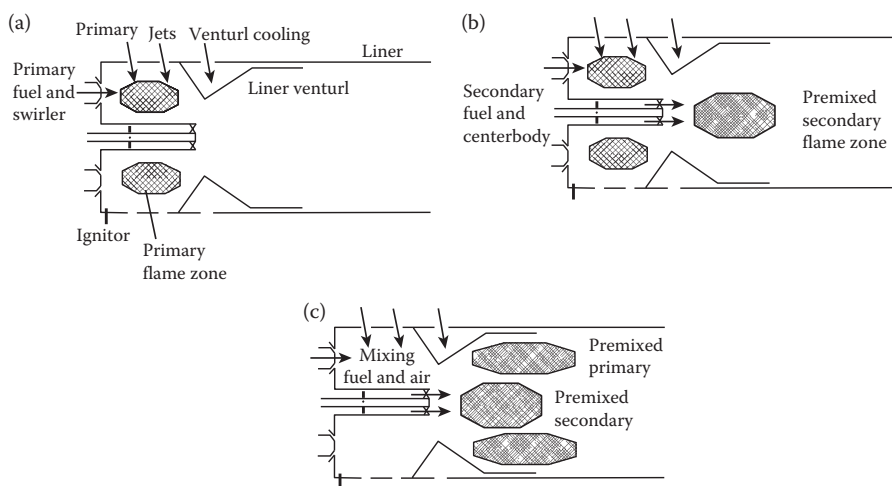 (a)
Primary
Jets
Venturl cooling
Liner
Primary
fuel and
swirler
Liner venturl
Ignitor
Primary
flame zone
(b)
Secondary
fuel and
centerbody
Premixed
secondary
flame zone
(c)
Mixing
fuel and air
Premixed
primary
Premixed
secondary